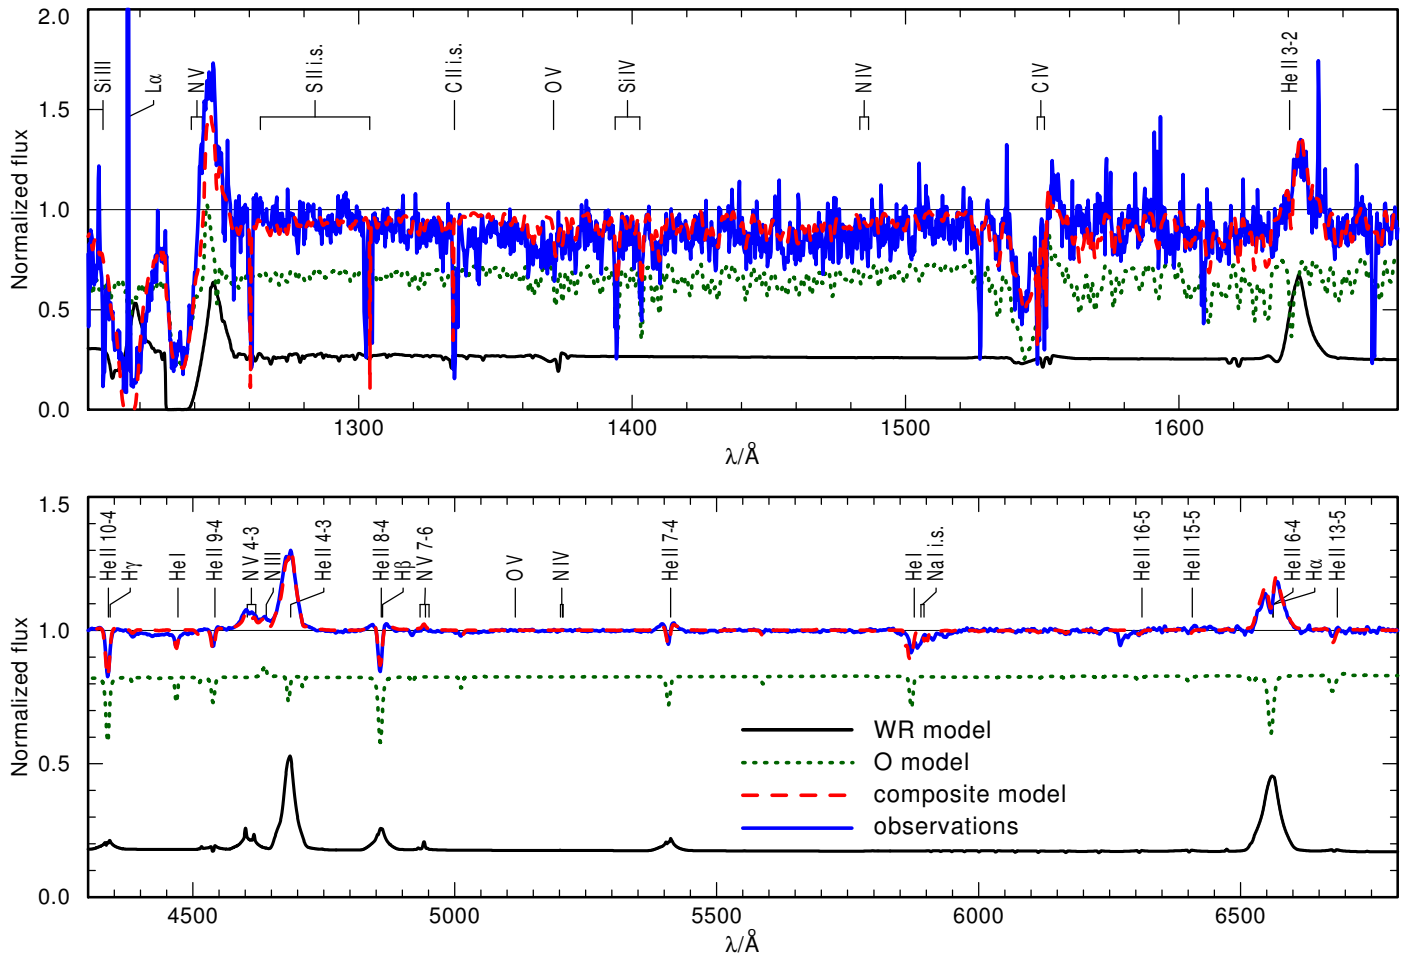 Normalized flux
2.0
1.5
1.0
0.5
0.0
Si III
Lα
N V
S II i.s.
C II i.s.
O V
Si IV
N IV
C IV
He II 3-2
1300
1400
1500
1600
λ/Å
Normalized flux
1.5
1.0
0.5
0.0
He II 10-4
Hγ
He I
He II 9-4
N V 4-3
N III
He II 4-3
He II 8-4
Hβ
N V 7-6
O V
N IV
He II 7-4
He I
Na I i.s.
He II 16-5
He II 15-5
He II 6-4
Hα
He II 13-5
WR model
O model
composite model
observations
4500
5000
5500
6000
6500
λ/Å